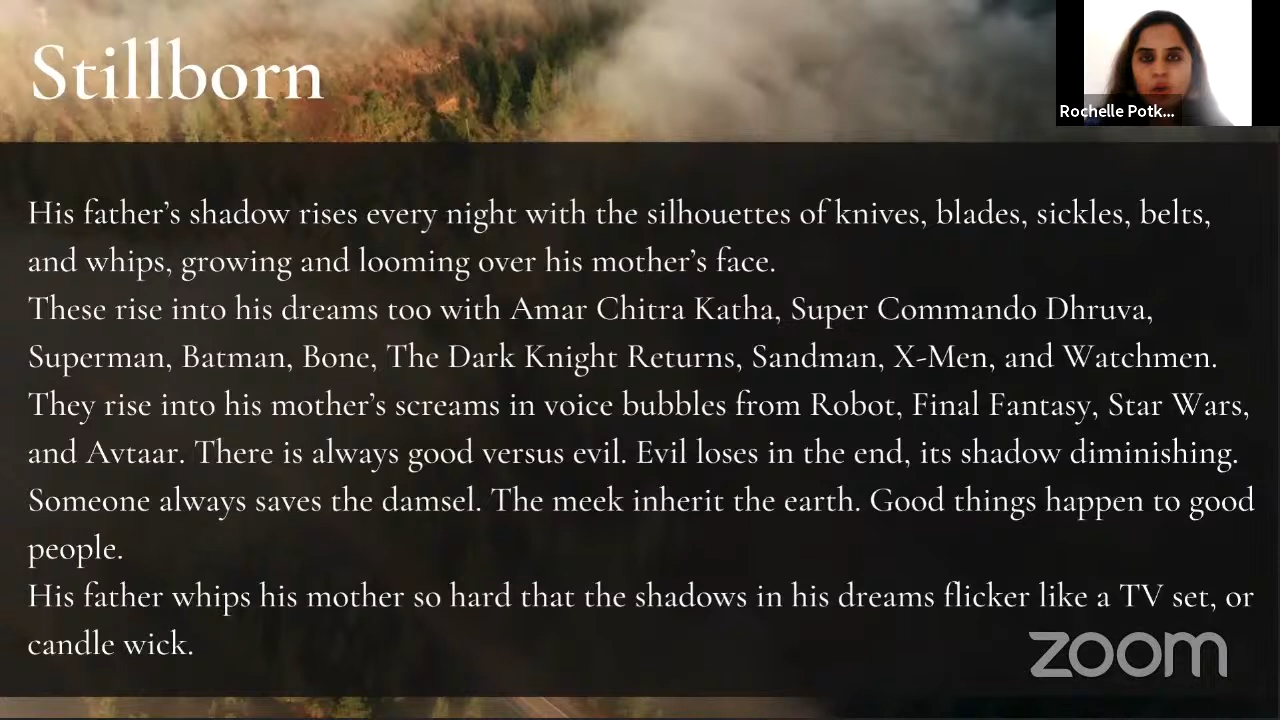 Stillborn
Rochelle Potk...
His father’s shadow rises every night with the silhouettes of knives, blades, sickles, belts,
and whips, growing and looming over his mother’s face.
These rise into his dreams too with Amar Chitra Katha, Super Commando Dhruva,
Superman, Batman, Bone, The Dark Knight Returns, Sandman, X-Men, and Watchmen.
They rise into his mother’s screams in voice bubbles from Robot, Final Fantasy, Star Wars,
and Avtaar. There is always good versus evil. Evil loses in the end, its shadow diminishing.
Someone always saves the damsel. The meek inherit the earth. Good things happen to good
people.
His father whips his mother so hard that the shadows in his dreams flicker like a TV set, or
candle wick.
zoom